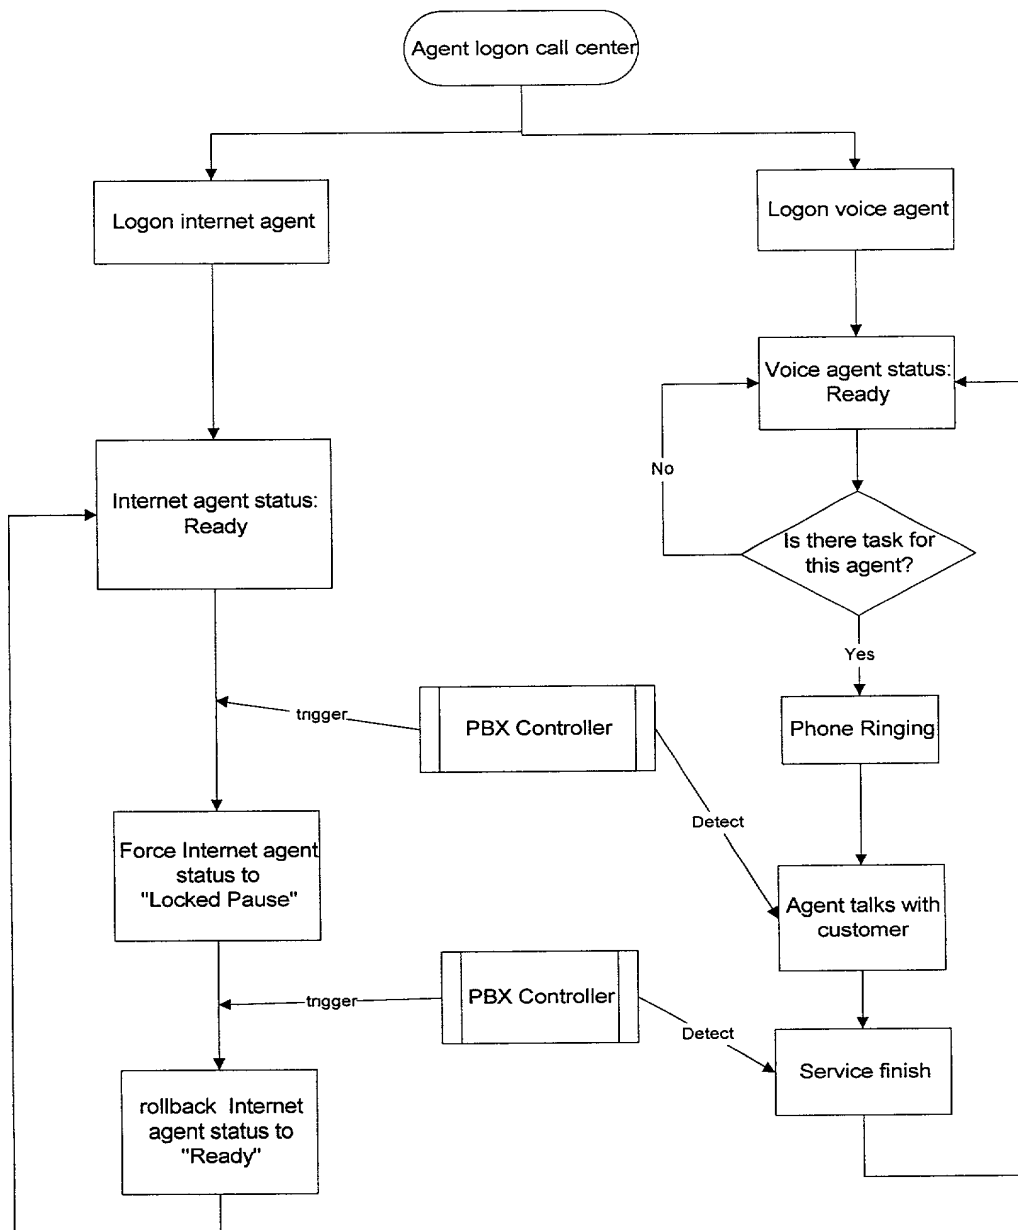 Agent logon call center
Logon internet agent
Logon voice agent
Voice agent status:
Ready
No
Internet agent status:
Ready
Is there task for
this agent?
Yes
trigger
PBX Controller
Phone Ringing
Detect
Force Internet agent
status to
"Locked Pause"
Agent talks with
customer
trigger
PBX Controller
Detect
Service finish
rollback Internet
agent status to
"Ready"